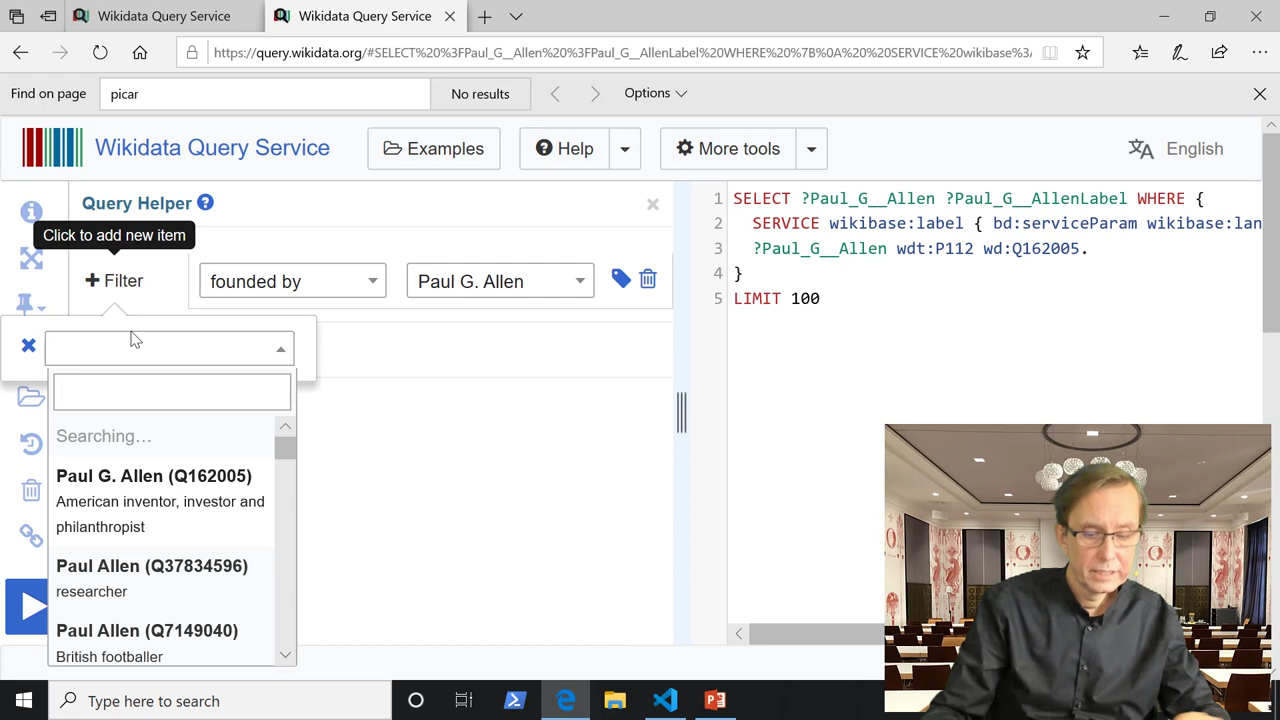 Wikidata Query Service
Wikidata Query Service
https://query.wikidata.org/#SELECT%20%3FPaul_G__Allen%20%3FPaul_G__AllenLabel%20WHERE%20%7B%0A%20%20SERVICE%20wikibase%3A
Find on page
picar
No results
Options
Wikidata Query Service
Examples
Help
More tools
English
Query Helper
Click to add new item
Filter
founded by
Paul G. Allen
Searching…
Paul G. Allen (Q162005)
American inventor, investor and
philanthropist
Paul Allen (Q37834596)
researcher
Paul Allen (Q7149040)
British footballer
1 SELECT ?Paul_G__Allen ?Paul_G__AllenLabel WHERE {
2 SERVICE wikibase:label { bd:serviceParam wikibase:lan
3 ?Paul_G__Allen wdt:P112 wd:Q162005.
4 }
5 LIMIT 100
Type here to search